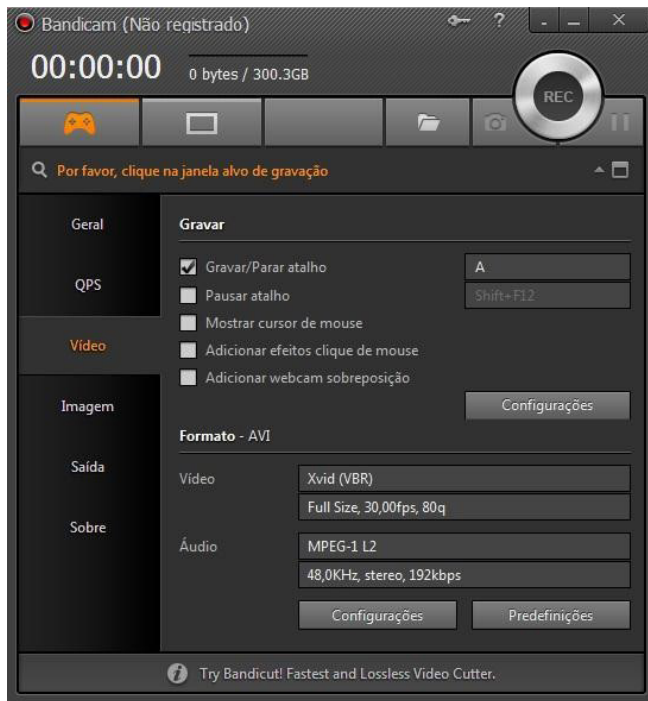 Bandicam (Não registrado)
?
00:00:00 0 bytes / 300.3GB
REC
Por favor, clique na janela alvo de gravação
Geral
QPS
Vídeo
Imagem
Saída
Sobre
Gravar
Gravar/Parar atalho A
Pausar atalho Shift+F12
Mostrar cursor de mouse
Adicionar efeitos clique de mouse
Adicionar webcam sobreposição
Configurações
Formato - AVI
Vídeo Xvid (VBR)
Full Size, 30,00fps, 80q
Áudio MPEG-1 L2
48,0KHz, stereo, 192kbps
Configurações Predefinições
Try Bandicut! Fastest and Lossless Video Cutter.